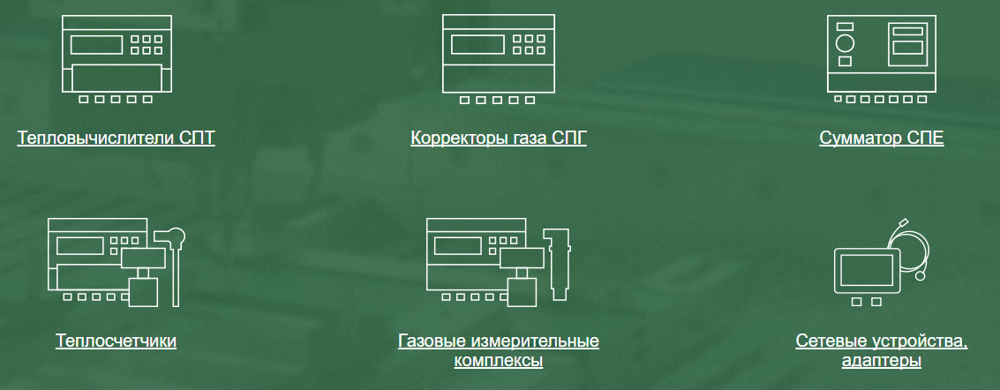 Тепловычислители СПТ
Корректоры газа СПГ
Сумматор СПЕ
Теплосчетчики
Газовые измерительные
комплексы
Сетевые устройства,
адаптеры